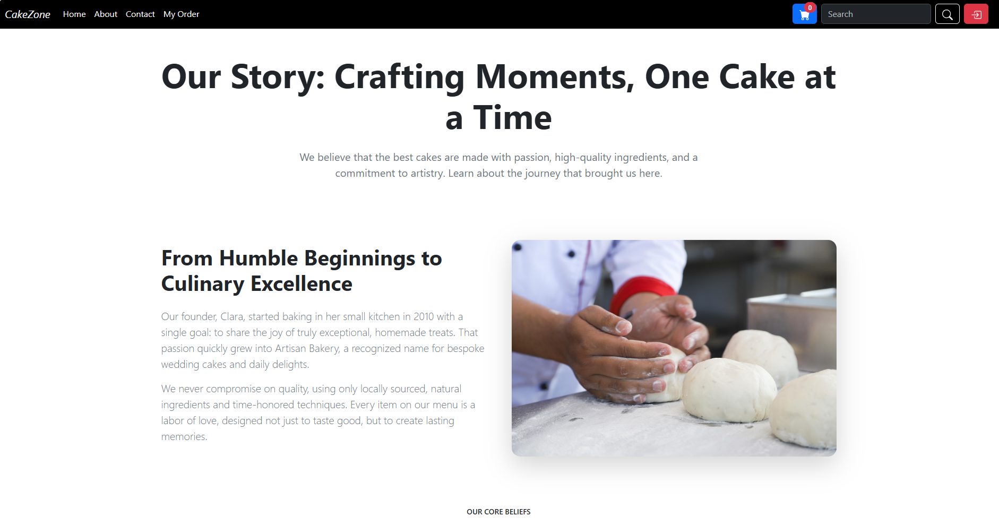 CakeZone Home About Contact My Order 0 Search
Our Story: Crafting Moments, One Cake at
a Time
We believe that the best cakes are made with passion, high-quality ingredients, and a
commitment to artistry. Learn about the journey that brought us here.
From Humble Beginnings to
Culinary Excellence
Our founder, Clara, started baking in her small kitchen in 2010 with a
single goal: to share the joy of truly exceptional, homemade treats. That
passion quickly grew into Artisan Bakery, a recognized name for bespoke
wedding cakes and daily delights.
We never compromise on quality, using only locally sourced, natural
ingredients and time-honored techniques. Every item on our menu is a
labor of love, designed not just to taste good, but to create lasting
memories.
OUR CORE BELIEFS